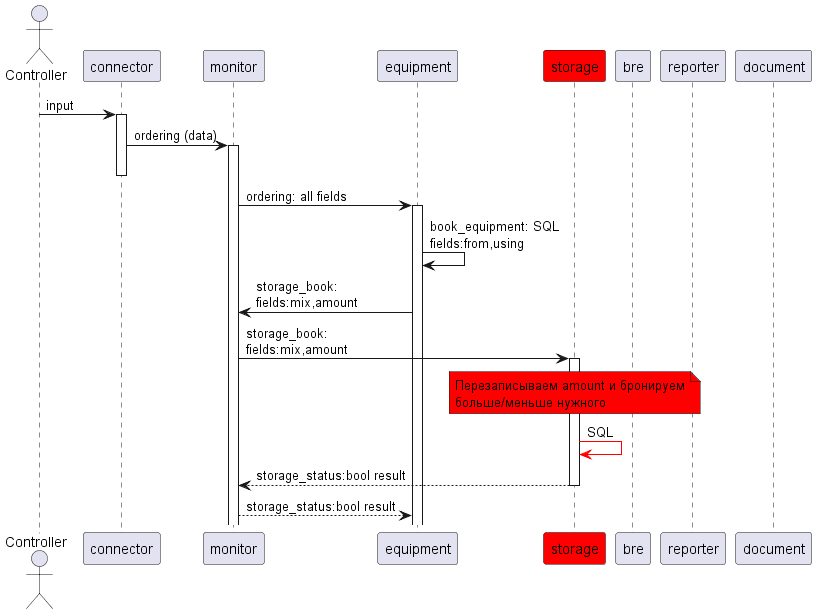 Controller
connector
monitor
equipment
storage
bre
reporter
document
input
ordering (data)
ordering: all fields
book_equipment: SQL
fields:from,using
storage_book:
fields:mix,amount
storage_book:
fields:mix,amount
Перезаписываем amount и бронируем
больше/меньше нужного
SQL
storage_status:bool result
storage_status:bool result
Controller
connector
monitor
equipment
storage
bre
reporter
document